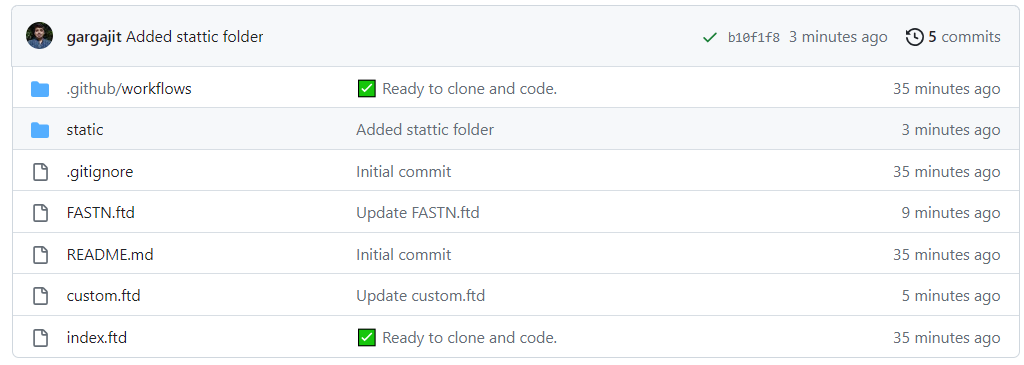 gargajit Added stattic folder b10f1f8 3 minutes ago 5 commits
.github/workflows ✅ Ready to clone and code. 35 minutes ago
static Added stattic folder 3 minutes ago
.gitignore Initial commit 35 minutes ago
FASTN.ftd Update FASTN.ftd 9 minutes ago
README.md Initial commit 35 minutes ago
custom.ftd Update custom.ftd 5 minutes ago
index.ftd ✅ Ready to clone and code. 35 minutes ago